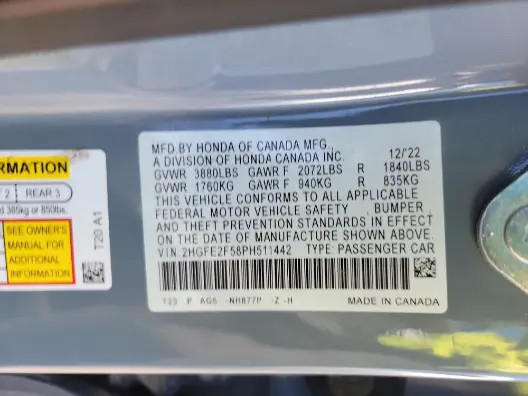 RMATION
2 REAR 3
d 385kg or 850lbs.
SEE OWNER'S
MANUAL FOR
ADDITIONAL
INFORMATION
T20 A1
MFD.BY HONDA OF CANADA MFG., 12/'22
A DIVISION OF HONDA CANADA INC.
GVWR 3880LBS GAWR F 2072LBS R 1840LBS
GVWR 1760KG GAWR F 940KG R 835KG
THIS VEHICLE CONFORMS TO ALL APPLICABLE
FEDERAL MOTOR VEHICLE SAFETY BUMPER,
AND THEFT PREVENTION STANDARDS IN EFFECT
ON THE DATE OF MANUFACTURE SHOWN ABOVE.
VIN:2HGFE2F58PH511442 TYPE: PASSENGER CAR
T23 P AGS -NH877P -Z -H MADE IN CANADA